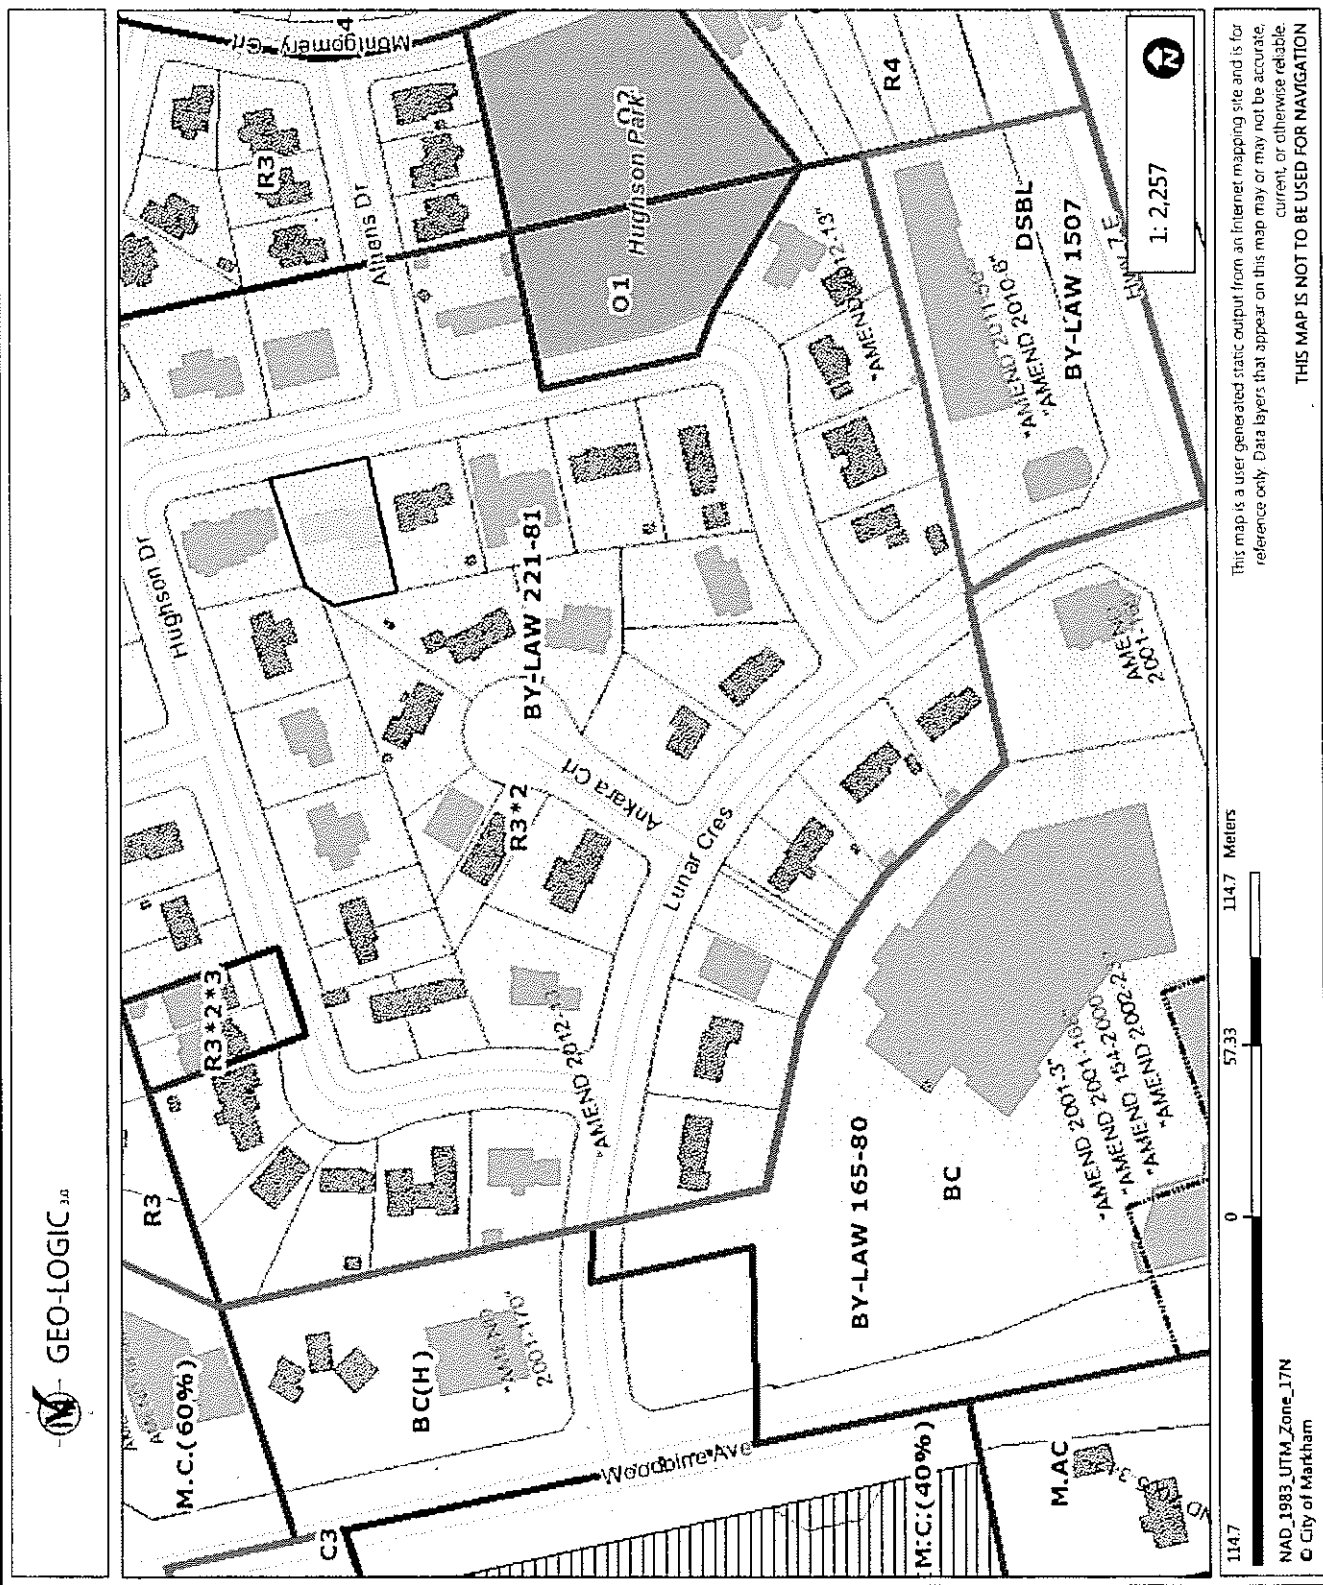 GEO-LOGIC 3.0
M.C.(60%)
R3
R3*2*3
Hughson Dr
R3
Athens Dr
Montgomery Crt
4
C3
BC(H)
2001-170"
"AMEND 2012-13"
R3*2
Ankara Crt
BY-LAW 221-81
O1
Hughson Park
O2
Woodbine Ave
Lunar Cres
R4
M.C.(40%)
BY-LAW 165-80
BC
M.AC
"AMEND 2001-3"
"AMEND 154-2000
"AMEND 2010-6"
DSBL
BY-LAW 1507
HWY 7 E
1: 2,257
N
114.7
0
57.33
114.7 Meters
NAD_1983_UTM_Zone_17N
© City of Markham
This map is a user generated static output from an Internet mapping site and is for
reference only. Data layers that appear on this map may or may not be accurate,
current, or otherwise reliable.
THIS MAP IS NOT TO BE USED FOR NAVIGATION